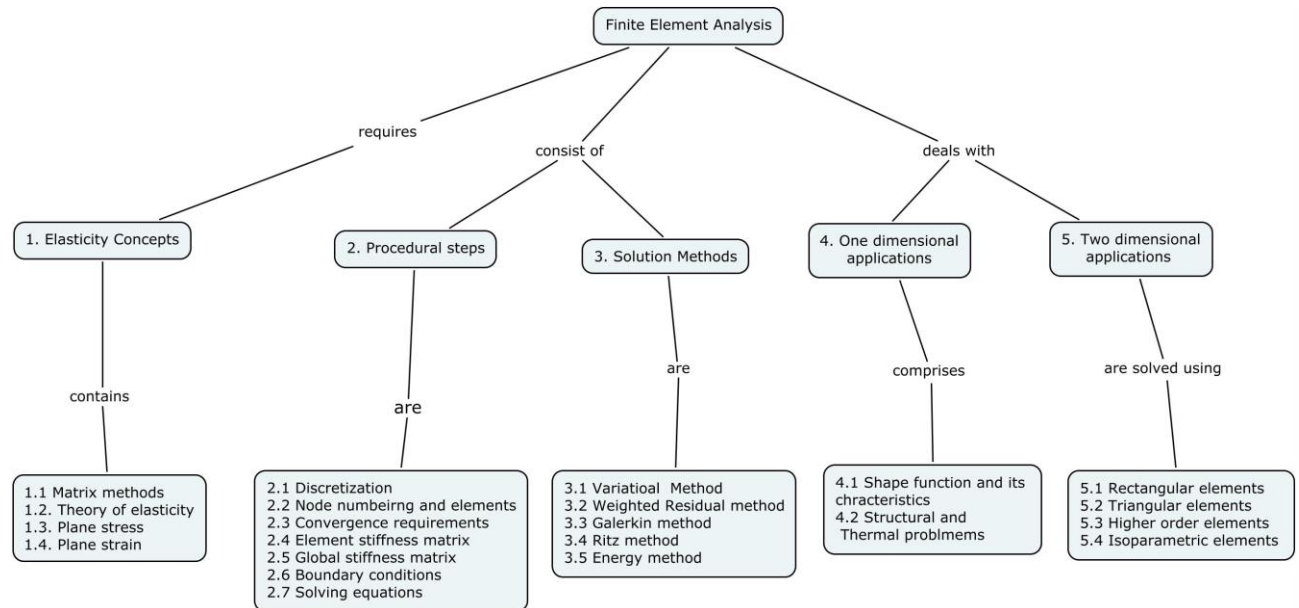 Finite Element Analysis
requires
consist of
deals with
1. Elasticity Concepts
2. Procedural steps
3. Solution Methods
4. One dimensional
applications
5. Two dimensional
applications
contains
are
are
comprises
are solved using
1.1 Matrix methods
1.2. Theory of elasticity
1.3. Plane stress
1.4. Plane strain
2.1 Discretization
2.2 Node numbeirng and elements
2.3 Convergence requirements
2.4 Element stiffness matrix
2.5 Global stiffness matrix
2.6 Boundary conditions
2.7 Solving equations
3.1 Variatioal Method
3.2 Weighted Residual method
3.3 Galerkin method
3.4 Ritz method
3.5 Energy method
4.1 Shape function and its
chracteristics
4.2 Structural and
Thermal problmems
5.1 Rectangular elements
5.2 Triangular elements
5.3 Higher order elements
5.4 Isoparametric elements